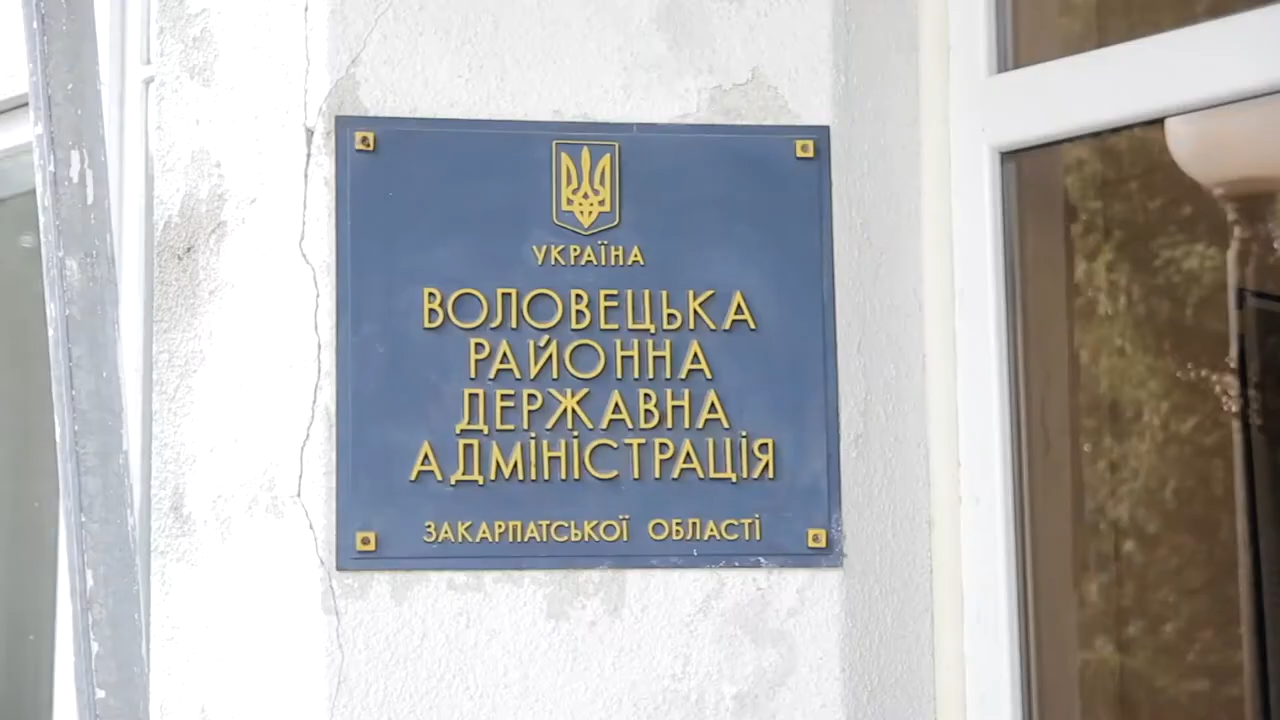 УКРАЇНА
ВОЛОВЕЦЬКА
РАЙОННА
ДЕРЖАВНА
АДМІНІСТРАЦІЯ
ЗАКАРПАТСЬКОЇ ОБЛАСТІ